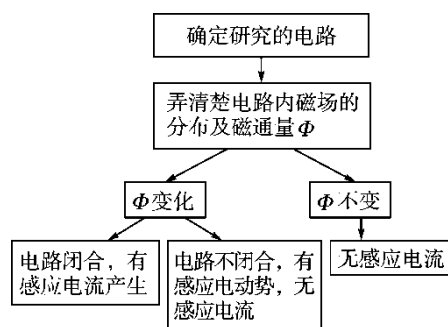 确定研究的电路
弄清楚电路内磁场的
分布及磁通量Φ
Φ变化
Φ不变
电路闭合，有
感应电流产生
电路不闭合，有
感应电动势，无
感应电流
无感应电流